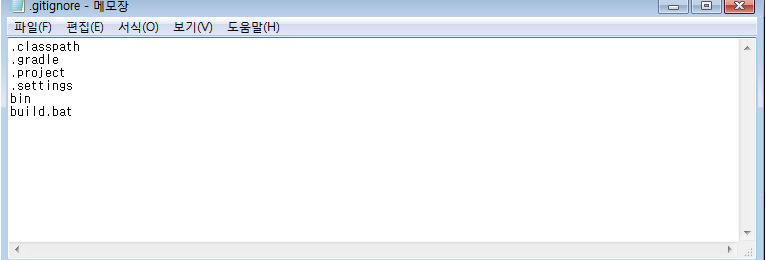 .gitignore - 메모장
파일(F) 편집(E) 서식(O) 보기(V) 도움말(H)
.classpath
.gradle
.project
.settings
bin
build.bat